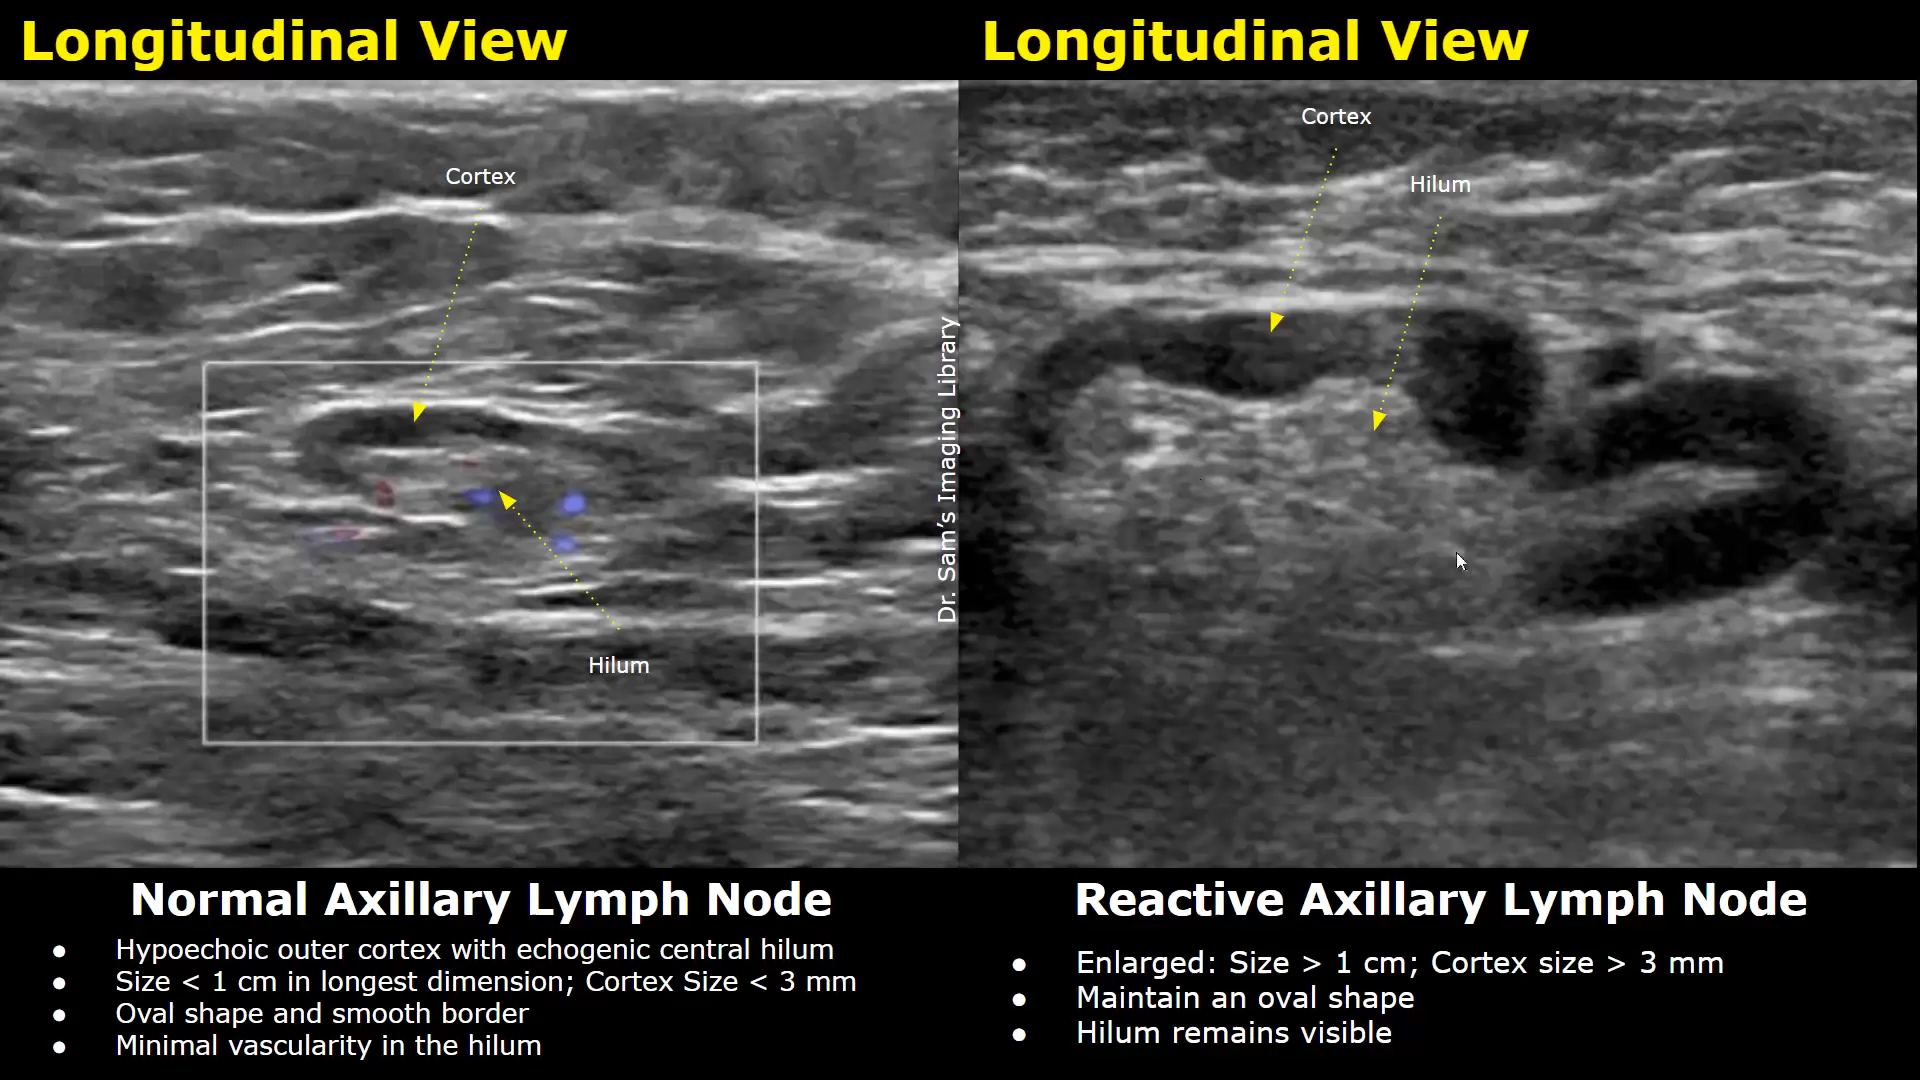 Longitudinal View
Cortex
Hilum
Normal Axillary Lymph Node
● Hypoechoic outer cortex with echogenic central hilum
● Size < 1 cm in longest dimension; Cortex Size < 3 mm
● Oval shape and smooth border
● Minimal vascularity in the hilum
Dr. Sam’s Imaging Library
Longitudinal View
Cortex
Hilum
Reactive Axillary Lymph Node
● Enlarged: Size > 1 cm; Cortex size > 3 mm
● Maintain an oval shape
● Hilum remains visible